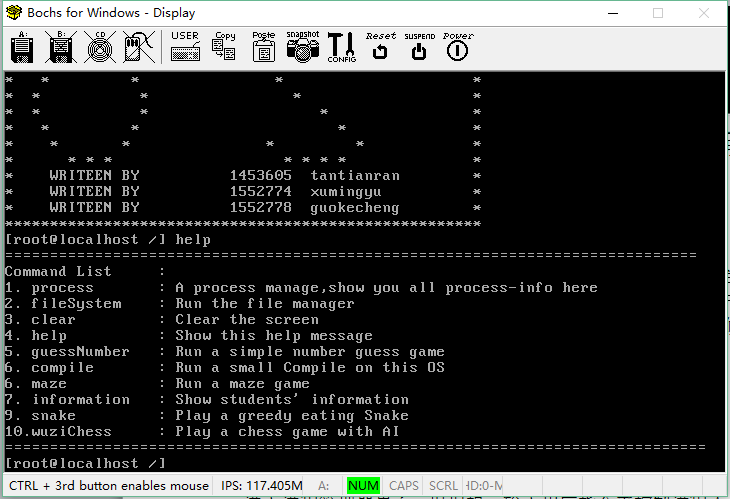 Bochs for Windows - Display
A: B: CD USER Copy Poste snapshot CONFIG Reset SUSPEND Power
* * * * *
* * * * *
* * * * *
* * * * *
* * * * * *
* * * * * * * * *
* WRITEEN BY 1453605 tantianran *
* WRITEEN BY 1552774 xumingyu *
* WRITEEN BY 1552778 guokecheng *
*****************************************************
[root@localhost /] help
=============================================================================
Command List :
1. process : A process manage,show you all process-info here
2. fileSystem : Run the file manager
3. clear : Clear the screen
4. help : Show this help message
5. guessNumber : Run a simple number guess game
6. compile : Run a small Compile on this OS
6. maze : Run a maze game
7. information : Show students' information
9. snake : Play a greedy eating Snake
10.wuziChess : Play a chess game with AI
==============================================================================
[root@localhost /]
CTRL + 3rd button enables mouse IPS: 117.405M A: NUM CAPS SCRL HD:0-M